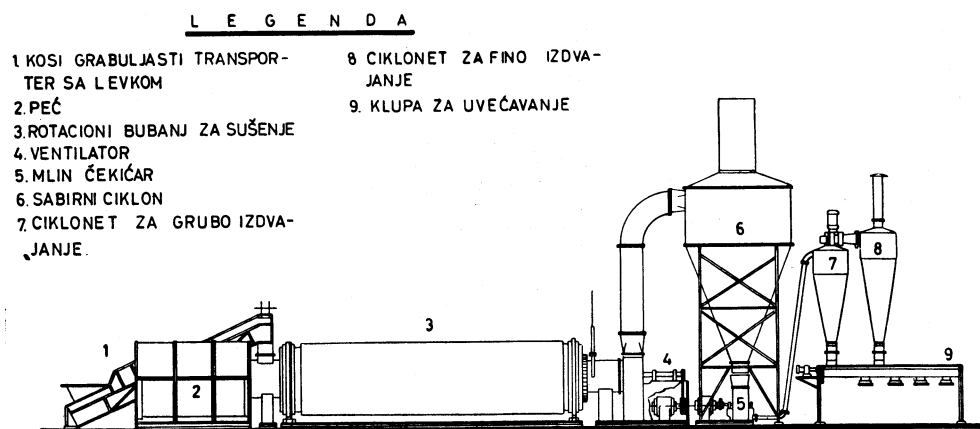 LEGENDA
1. KOSI GRABULJASTI TRANSPOR-
TER SA LEVKOM
2. PEĆ
3. ROTACIONI BUBANJ ZA SUŠENJE
4. VENTILATOR
5. MLIN ČEKIĆAR
6. SABIRNI CIKLON
7. CIKLONET ZA GRUBO IZDVA-
JANJE.
8 CIKLONET ZA FINO IZDVA-
JANJE
9. KLUPA ZA UVEĆAVANJE
6
7
8
3
1
2
4
5
9